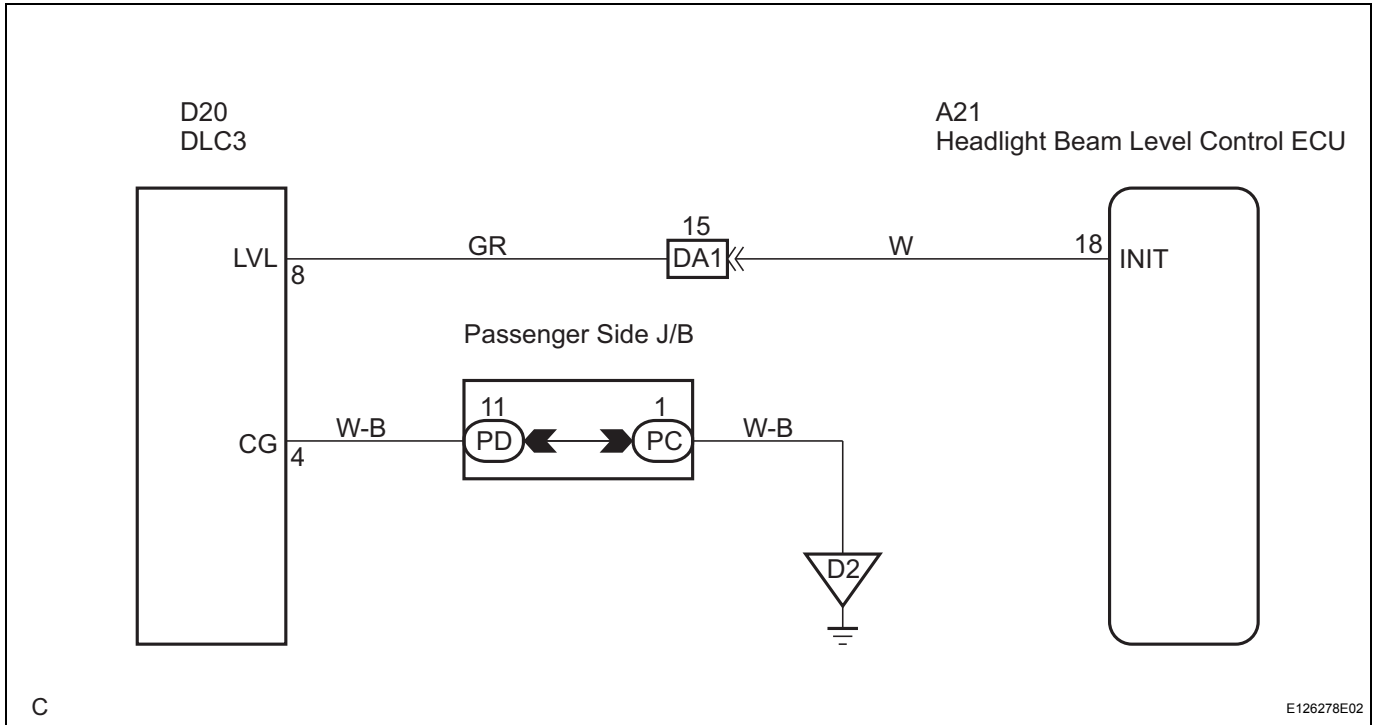 D20
DLC3
A21
Headlight Beam Level Control ECU
LVL
8
GR
15
DA1
W
18
INIT
Passenger Side J/B
CG
4
W-B
11
PD
1
PC
W-B
D2
C
E126278E02